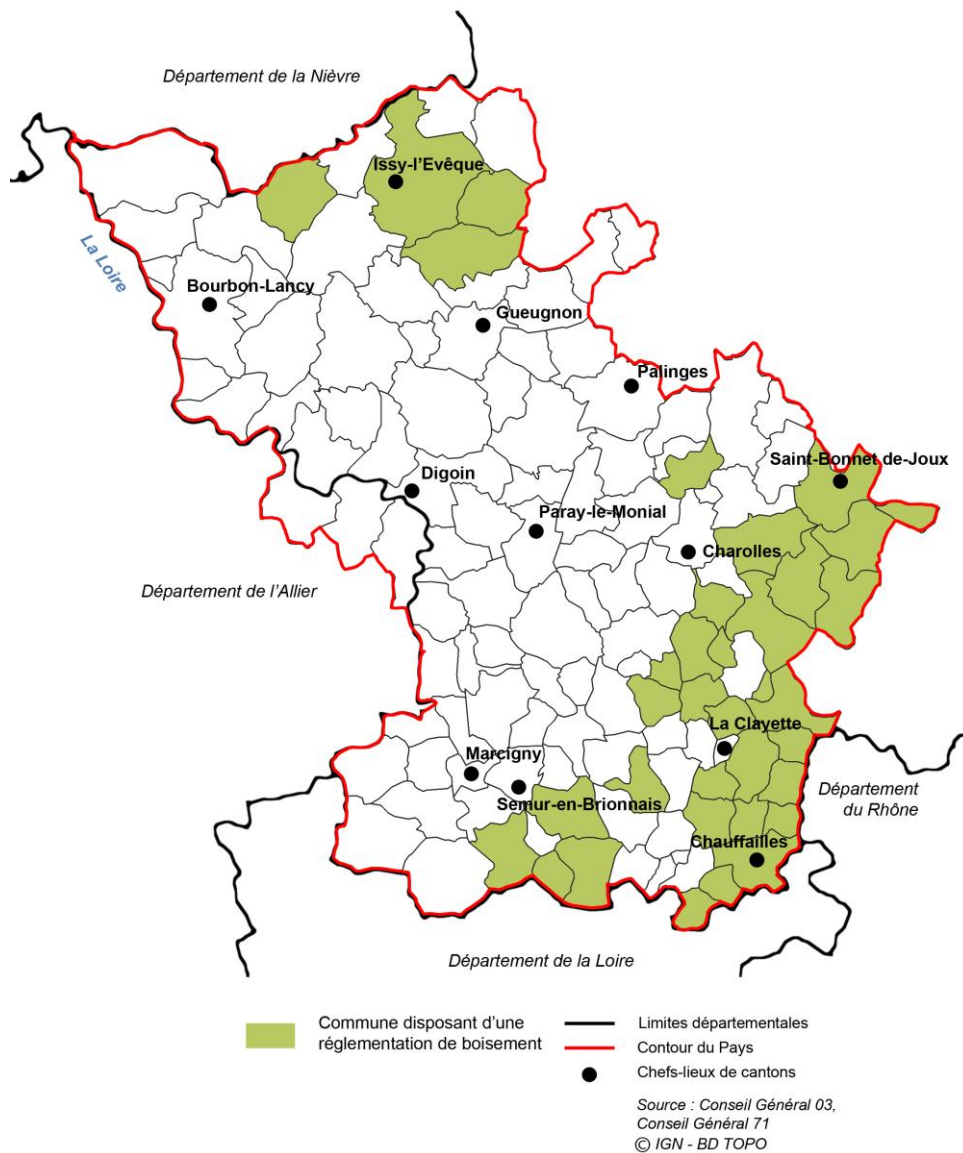 Département de la Nièvre
Issy-l'Evêque
La Loire
Bourbon-Lancy
Gueugnon
Palinges
Saint-Bonnet de-Joux
Digoin
Paray-le-Monial
Charolles
Département de l'Allier
La Clayette
Marcigny
Semur-en-Brionnais
Département
du Rhône
Chauffailles
Département de la Loire
Commune disposant d'une
réglementation de boisement
Limites départementales
Contour du Pays
Chefs-lieux de cantons
Source : Conseil Général 03,
Conseil Général 71
© IGN - BD TOPO